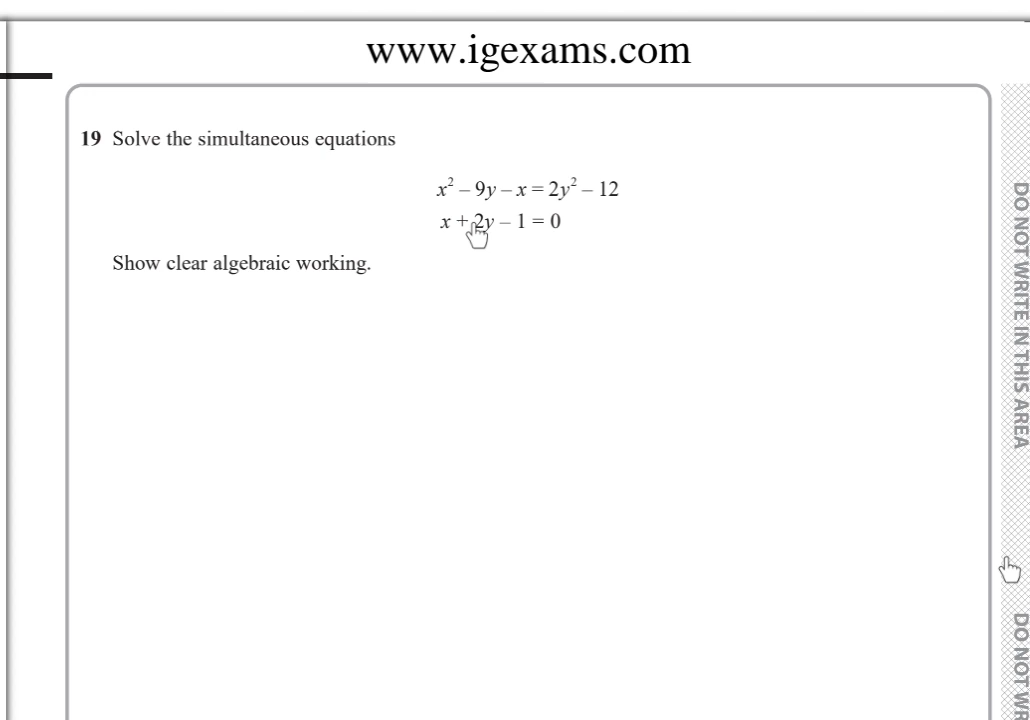 www.igexams.com
19 Solve the simultaneous equations
x² – 9y – x = 2y² – 12
x + 2y – 1 = 0
Show clear algebraic working.
DO NOT WRITE IN THIS AREA
DO NOT WR